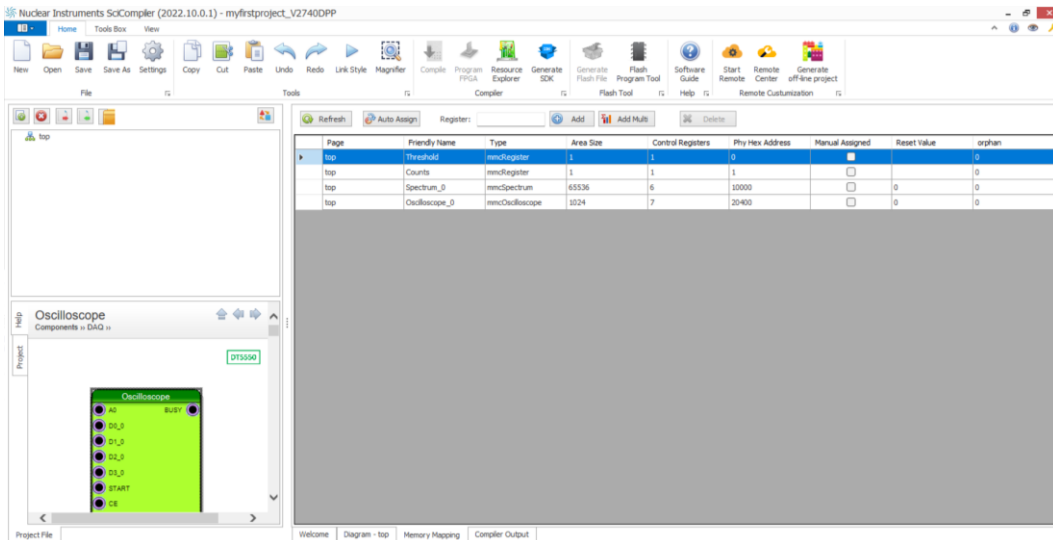 Nuclear Instruments SciCompiler (2022.10.0.1) - myfirstproject_V2740DPP
Home Tools Box View
New Open Save Save As Settings Copy Cut Paste Undo Redo Link Style Magnifier Compile Program FPGA Resource Explorer Generate SDK Generate Flash File Flash Program Tool Software Guide Start Remote Remote Center Generate off-line project
File Tools Compiler Flash Tool Help Remote Custumization
Refresh Auto Assign Register: Add Add Multi Delete
top
Page Friendly Name Type Area Size Control Registers Phy Hex Address Manual Assigned Reset Value orphan
top Threshold mmcRegister 1 1 0 0
top Counts mmcRegister 1 1 1 0
top Spectrum_0 mmcSpectrum 65536 6 10000 0 0
top Oscilloscope_0 mmcOscilloscope 1024 7 20400 0 0
Help
Project
Oscilloscope
Components » DAQ »
DT5550
Oscilloscope
A0 BUSY
D0_0
D1_0
D2_0
D3_0
START
CE
Project File
Welcome Diagram - top Memory Mapping Compiler Output